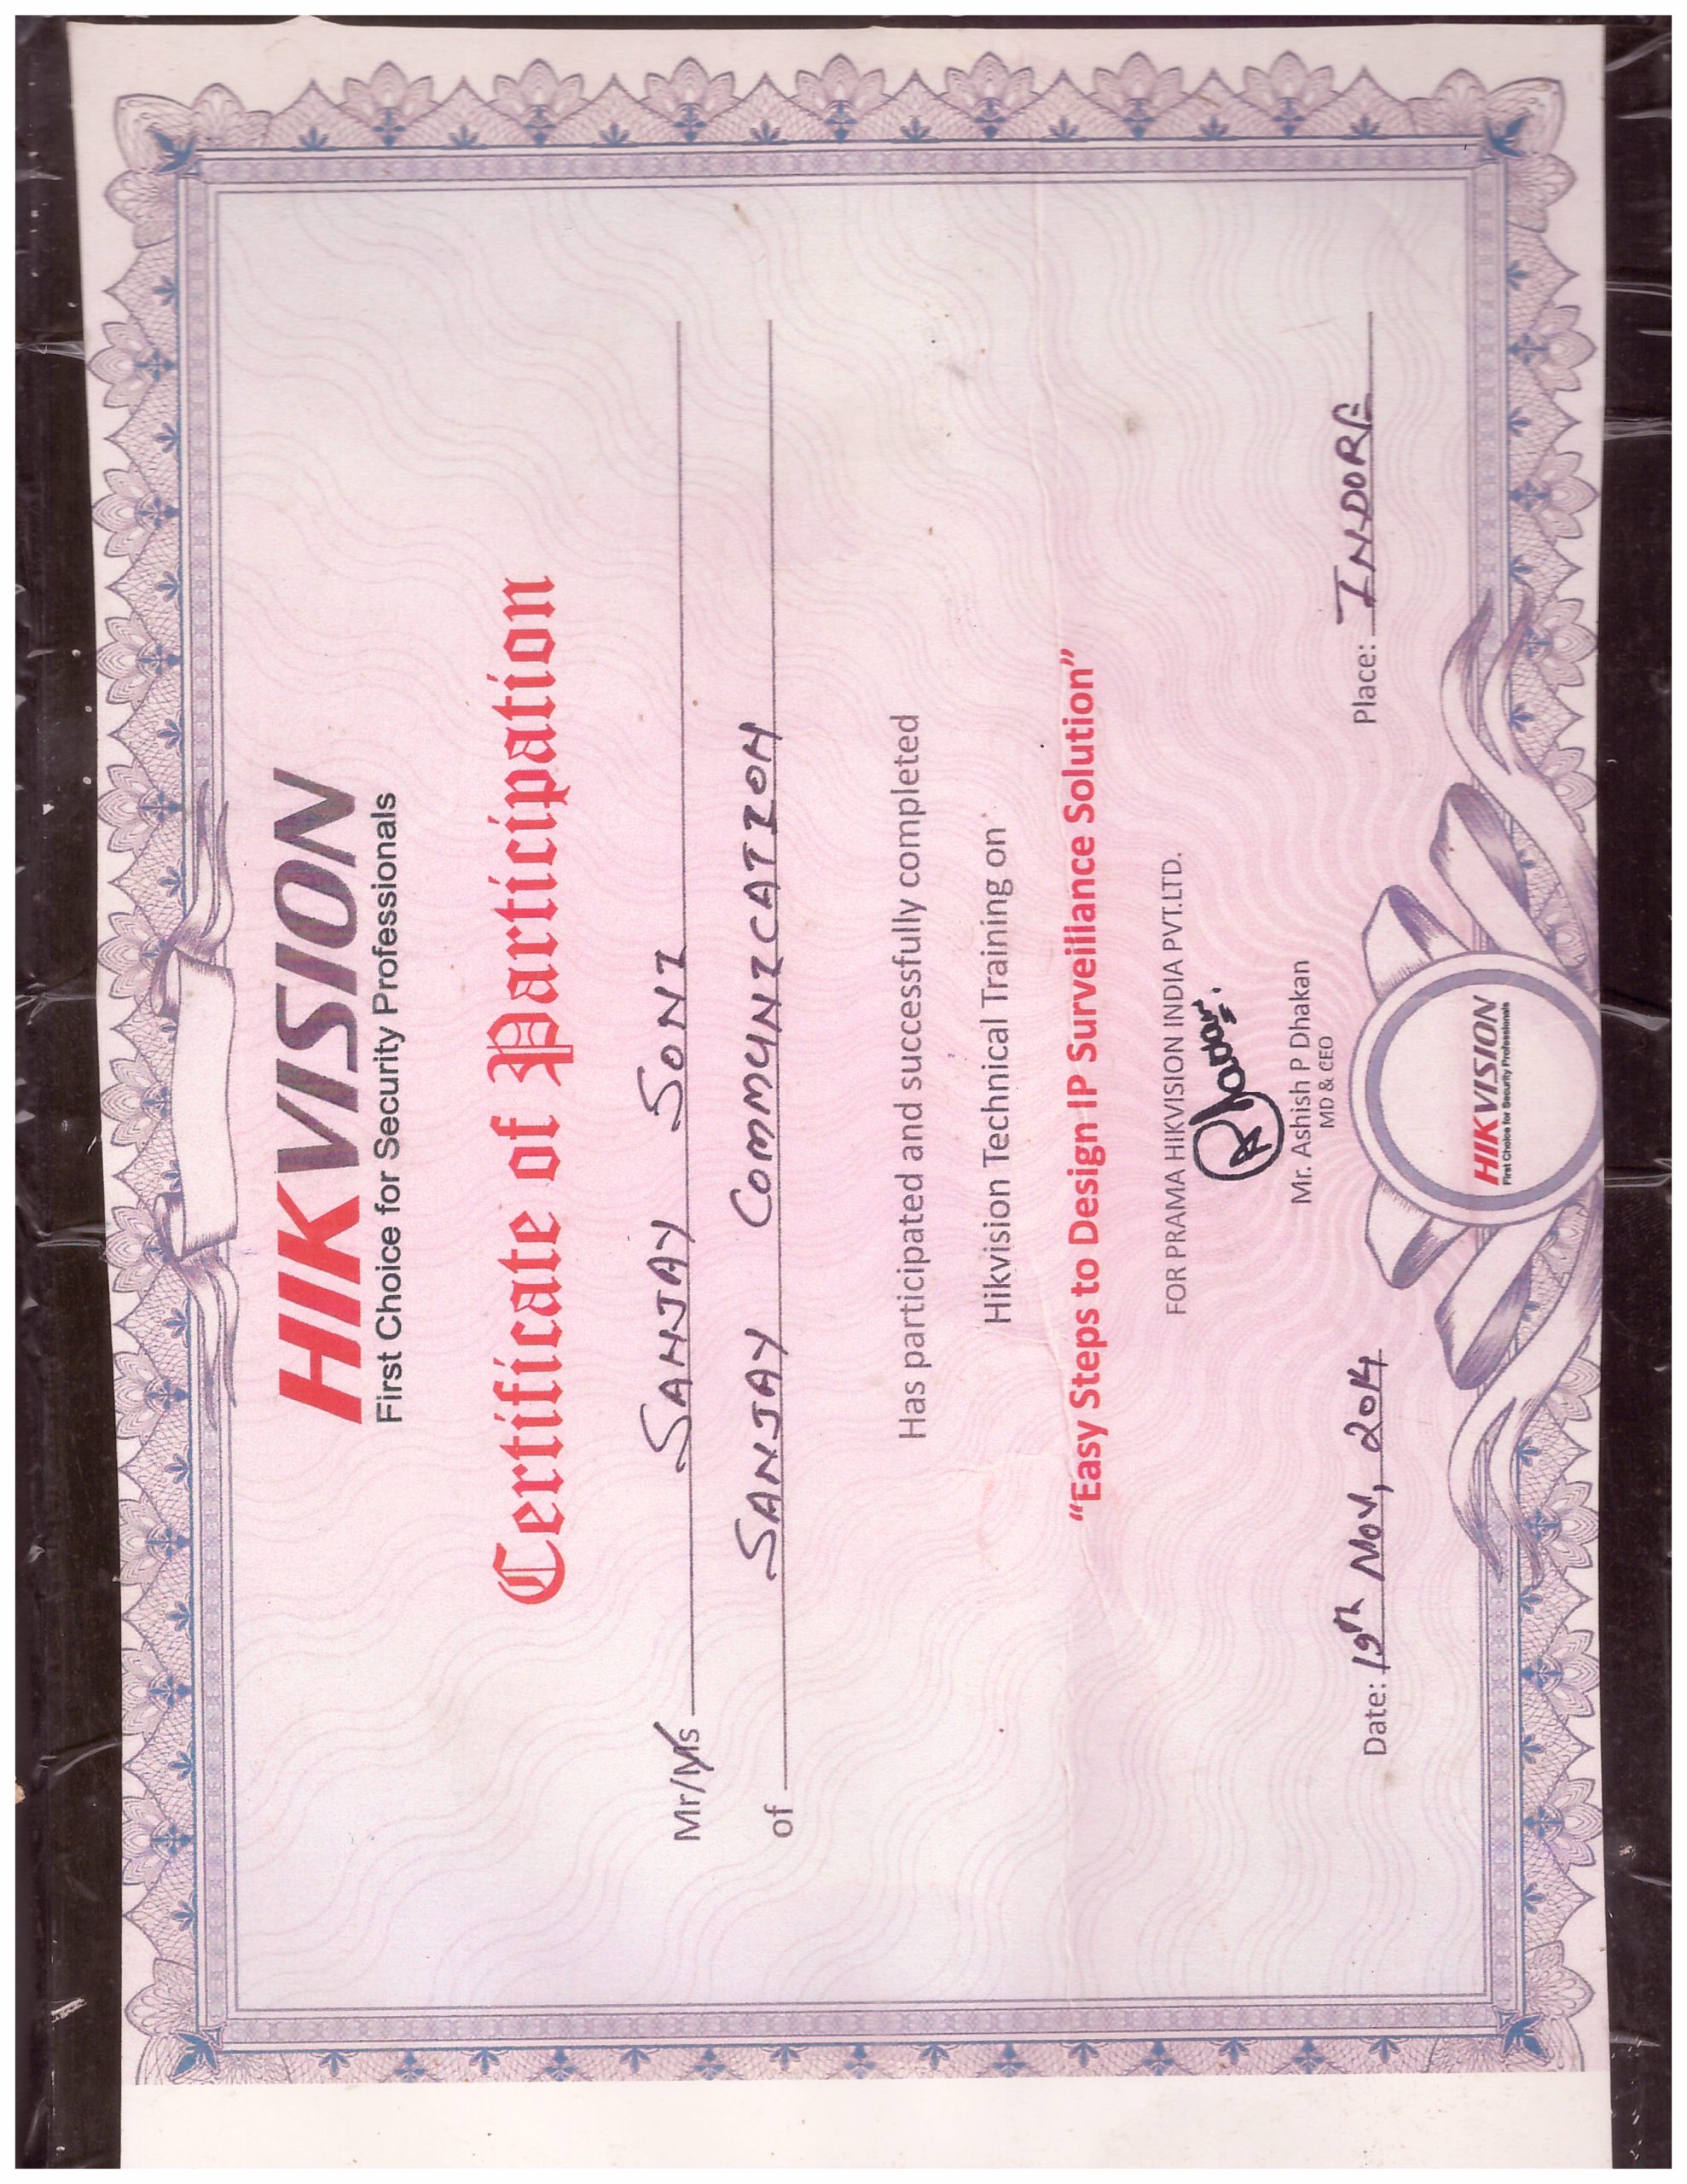 HIKVISION
First Choice for Security Professionals
Certificate of Participation
Mr/Ms SANJAY SONI
of SANJAY COMMUNICATION
Has participated and successfully completed
Hikvision Technical Training on
“Easy Steps to Design IP Surveillance Solution”
FOR PRAMA HIKVISION INDIA PVT.LTD.
Mr. Ashish P Dhakan
MD & CEO
Date: 19th Nov, 2014
Place: INDORE
HIKVISION
First Choice for Security Professionals